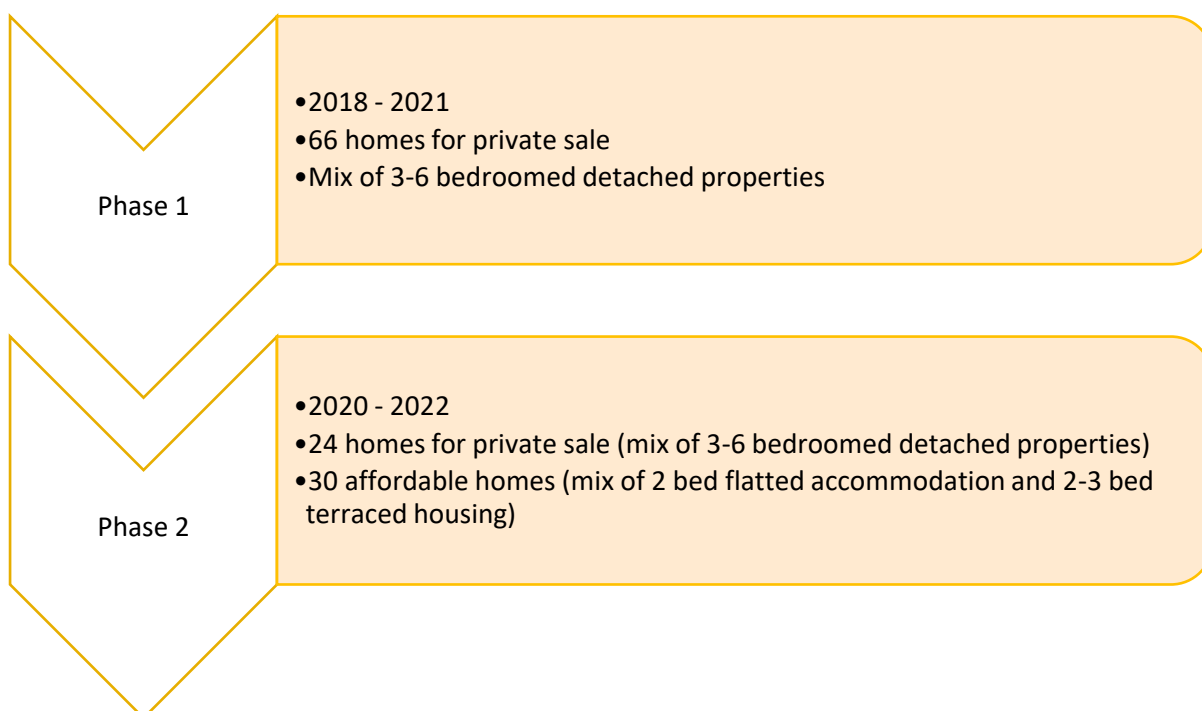 Phase 1
•2018 - 2021
•66 homes for private sale
•Mix of 3-6 bedroomed detached properties
Phase 2
•2020 - 2022
•24 homes for private sale (mix of 3-6 bedroomed detached properties)
•30 affordable homes (mix of 2 bed flatted accommodation and 2-3 bed
terraced housing)